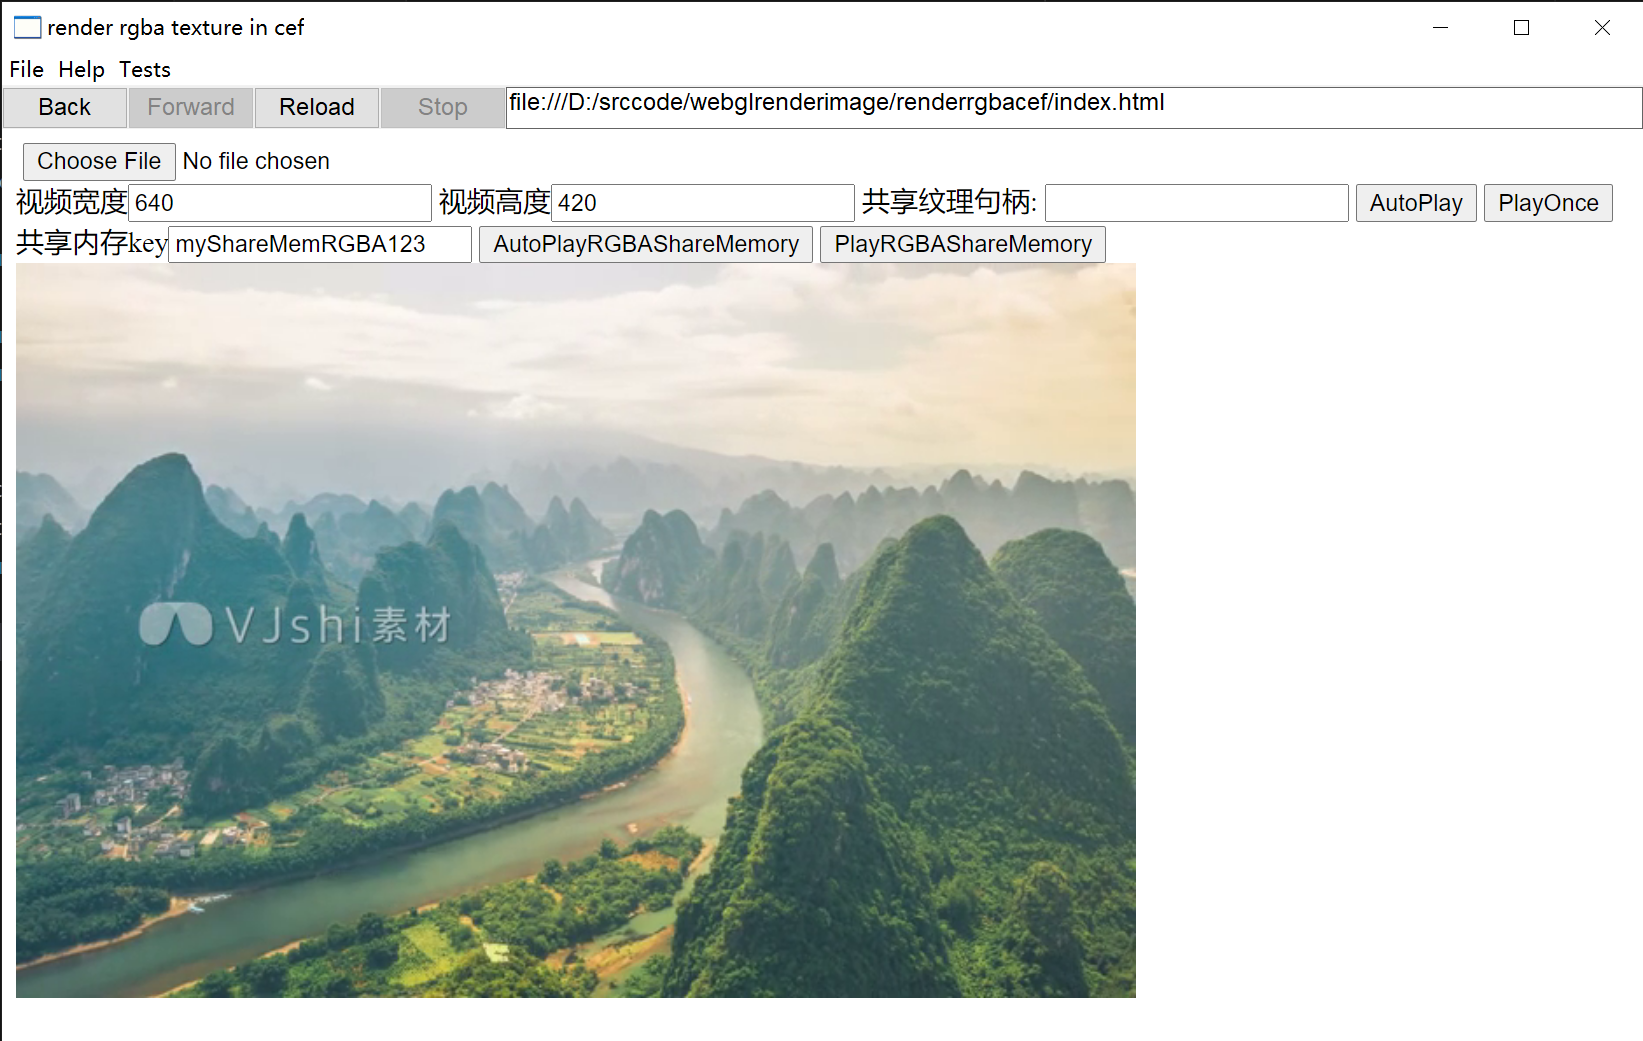 render rgba texture in cef
File Help Tests
Back Forward Reload Stop file:///D:/srccode/webglrenderimage/renderrgbacef/index.html
Choose File No file chosen
视频宽度 640 视频高度 420 共享纹理句柄: AutoPlay PlayOnce
共享内存key myShareMemRGBA123 AutoPlayRGBAShareMemory PlayRGBAShareMemory
VJshi素材